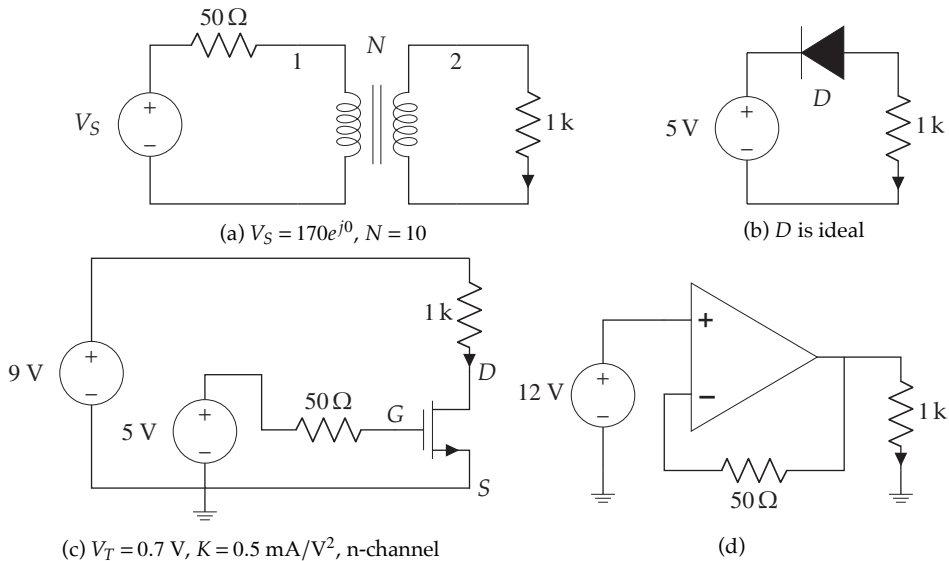 50 Ω
1
N
2
V_S
+
−
1 k
(a) V_S = 170e^{j0}, N = 10
D
5 V
+
−
1 k
(b) D is ideal
9 V
+
−
1 k
D
5 V
+
−
50 Ω
G
S
(c) V_T = 0.7 V, K = 0.5 mA/V², n-channel
12 V
+
−
+
−
1 k
50 Ω
(d)